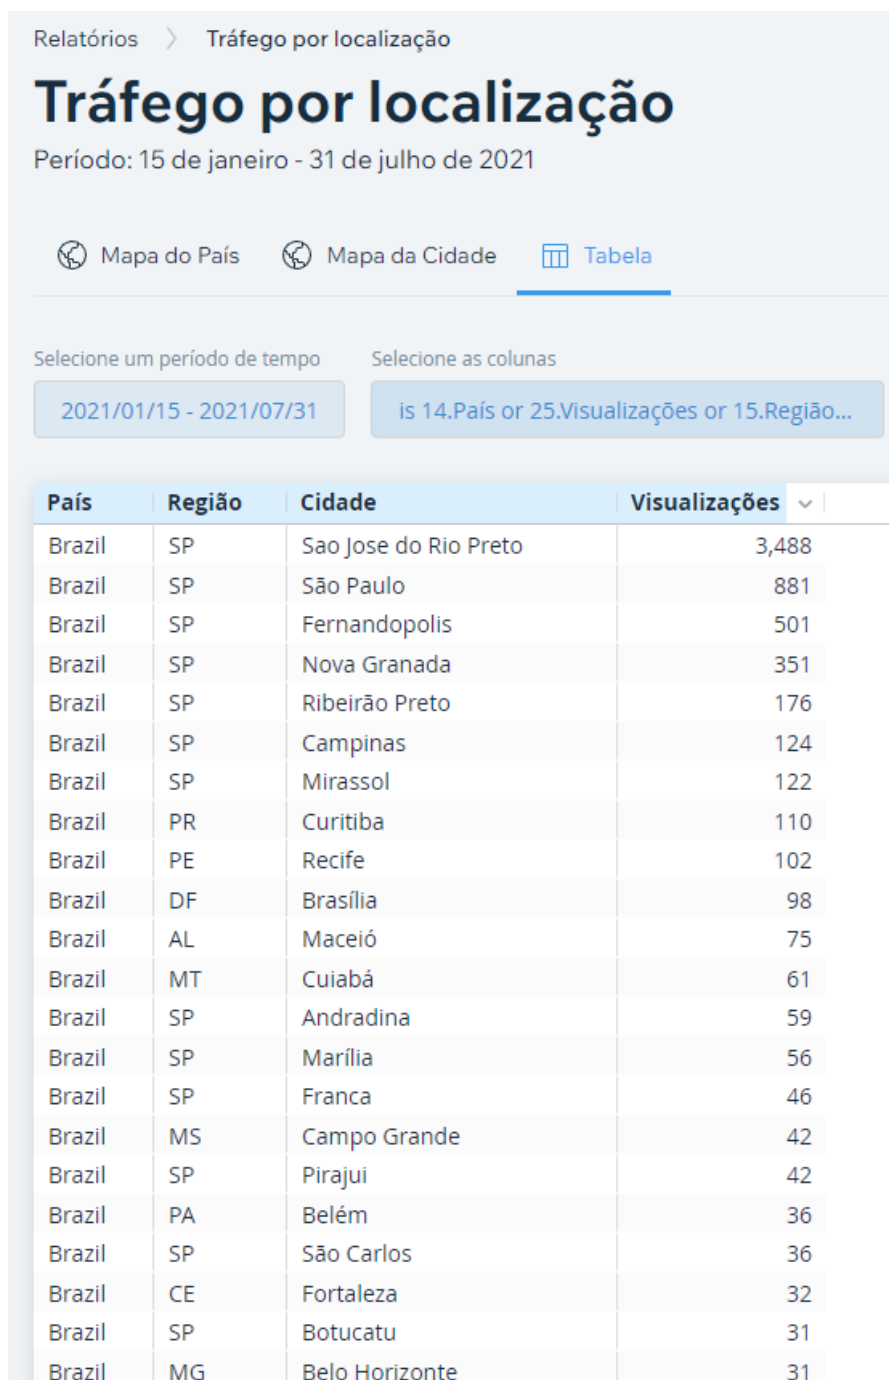 Relatórios > Tráfego por localização
Tráfego por localização
Período: 15 de janeiro - 31 de julho de 2021
Mapa do País Mapa da Cidade Tabela
Selecione um período de tempo Selecione as colunas
2021/01/15 - 2021/07/31 is 14.País or 25.Visualizações or 15.Região...
País Região Cidade Visualizações
Brazil SP Sao Jose do Rio Preto 3,488
Brazil SP São Paulo 881
Brazil SP Fernandopolis 501
Brazil SP Nova Granada 351
Brazil SP Ribeirão Preto 176
Brazil SP Campinas 124
Brazil SP Mirassol 122
Brazil PR Curitiba 110
Brazil PE Recife 102
Brazil DF Brasília 98
Brazil AL Maceió 75
Brazil MT Cuiabá 61
Brazil SP Andradina 59
Brazil SP Marília 56
Brazil SP Franca 46
Brazil MS Campo Grande 42
Brazil SP Pirajui 42
Brazil PA Belém 36
Brazil SP São Carlos 36
Brazil CE Fortaleza 32
Brazil SP Botucatu 31
Brazil MG Belo Horizonte 31